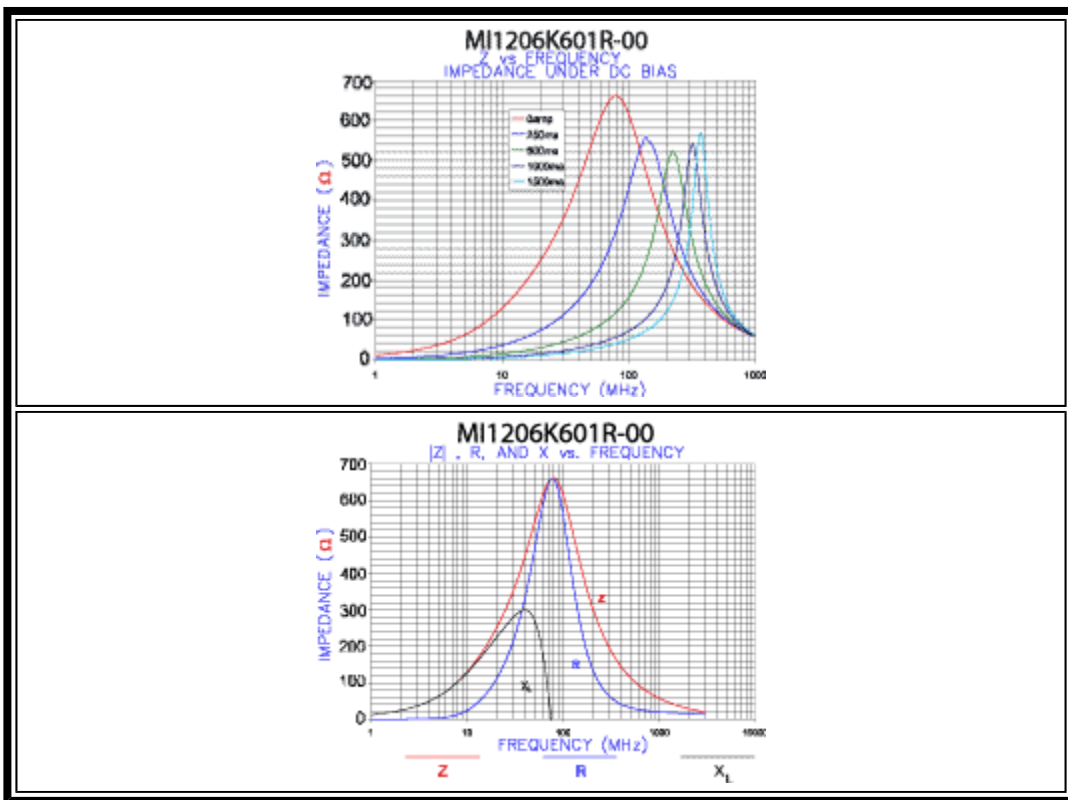 MI1206K601R-00
Z vs FREQUENCY
IMPEDANCE UNDER DC BIAS
700
600
500
400
300
200
100
0
IMPEDANCE (Ω)
0amp
250ma
500ma
1000ma
1500ma
1
10
100
1000
FREQUENCY (MHz)
MI1206K601R-00
|Z| , R, AND X vs. FREQUENCY
700
600
500
400
300
200
100
0
IMPEDANCE (Ω)
Z
R
XL
1
10
100
1000
10000
FREQUENCY (MHz)
Z
R
XL